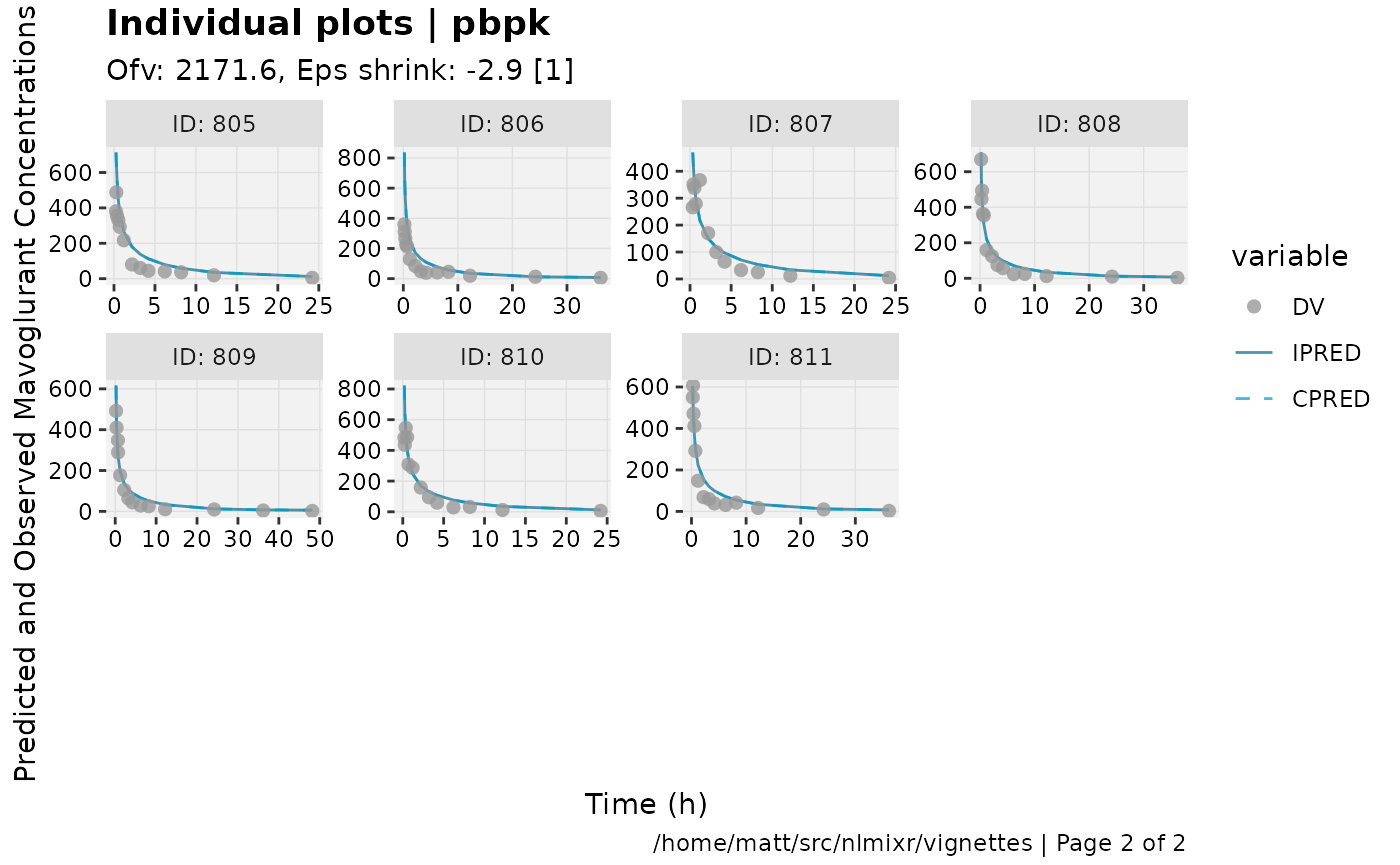 Individual plots | pbpk
Ofv: 2171.6, Eps shrink: -2.9 [1]
Predicted and Observed Mavoglurant Concentrations
ID: 805
600
400
200
0
0 5 10 15 20 25
ID: 806
800
600
400
200
0
0 10 20 30
ID: 807
400
300
200
100
0
0 5 10 15 20 25
ID: 808
600
400
200
0
0 10 20 30
ID: 809
600
400
200
0
0 10 20 30 40 50
ID: 810
800
600
400
200
0
0 5 10 15 20 25
ID: 811
600
400
200
0
0 10 20 30
variable
DV
IPRED
CPRED
Time (h)
/home/matt/src/nlmixr/vignettes | Page 2 of 2